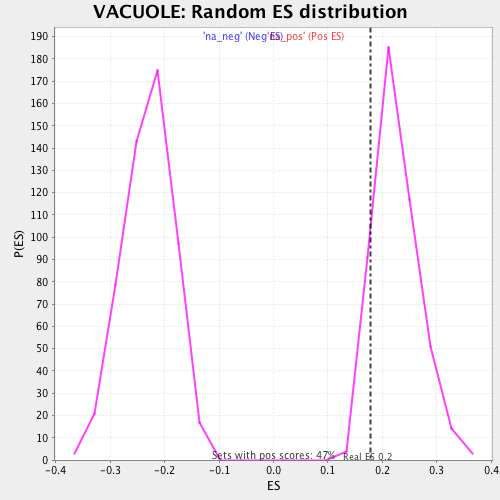 VACUOLE: Random ES distribution
'na_neg' (Neg ES) 'na_pos' (Pos ES)
190
180
170
160
150
140
130
120
110
100
90
80
70
60
50
40
30
20
10
0
P(ES)
Sets with pos scores: 47%
Real ES 0.2
-0.4 -0.3 -0.2 -0.1 0.0 0.1 0.2 0.3 0.4
ES